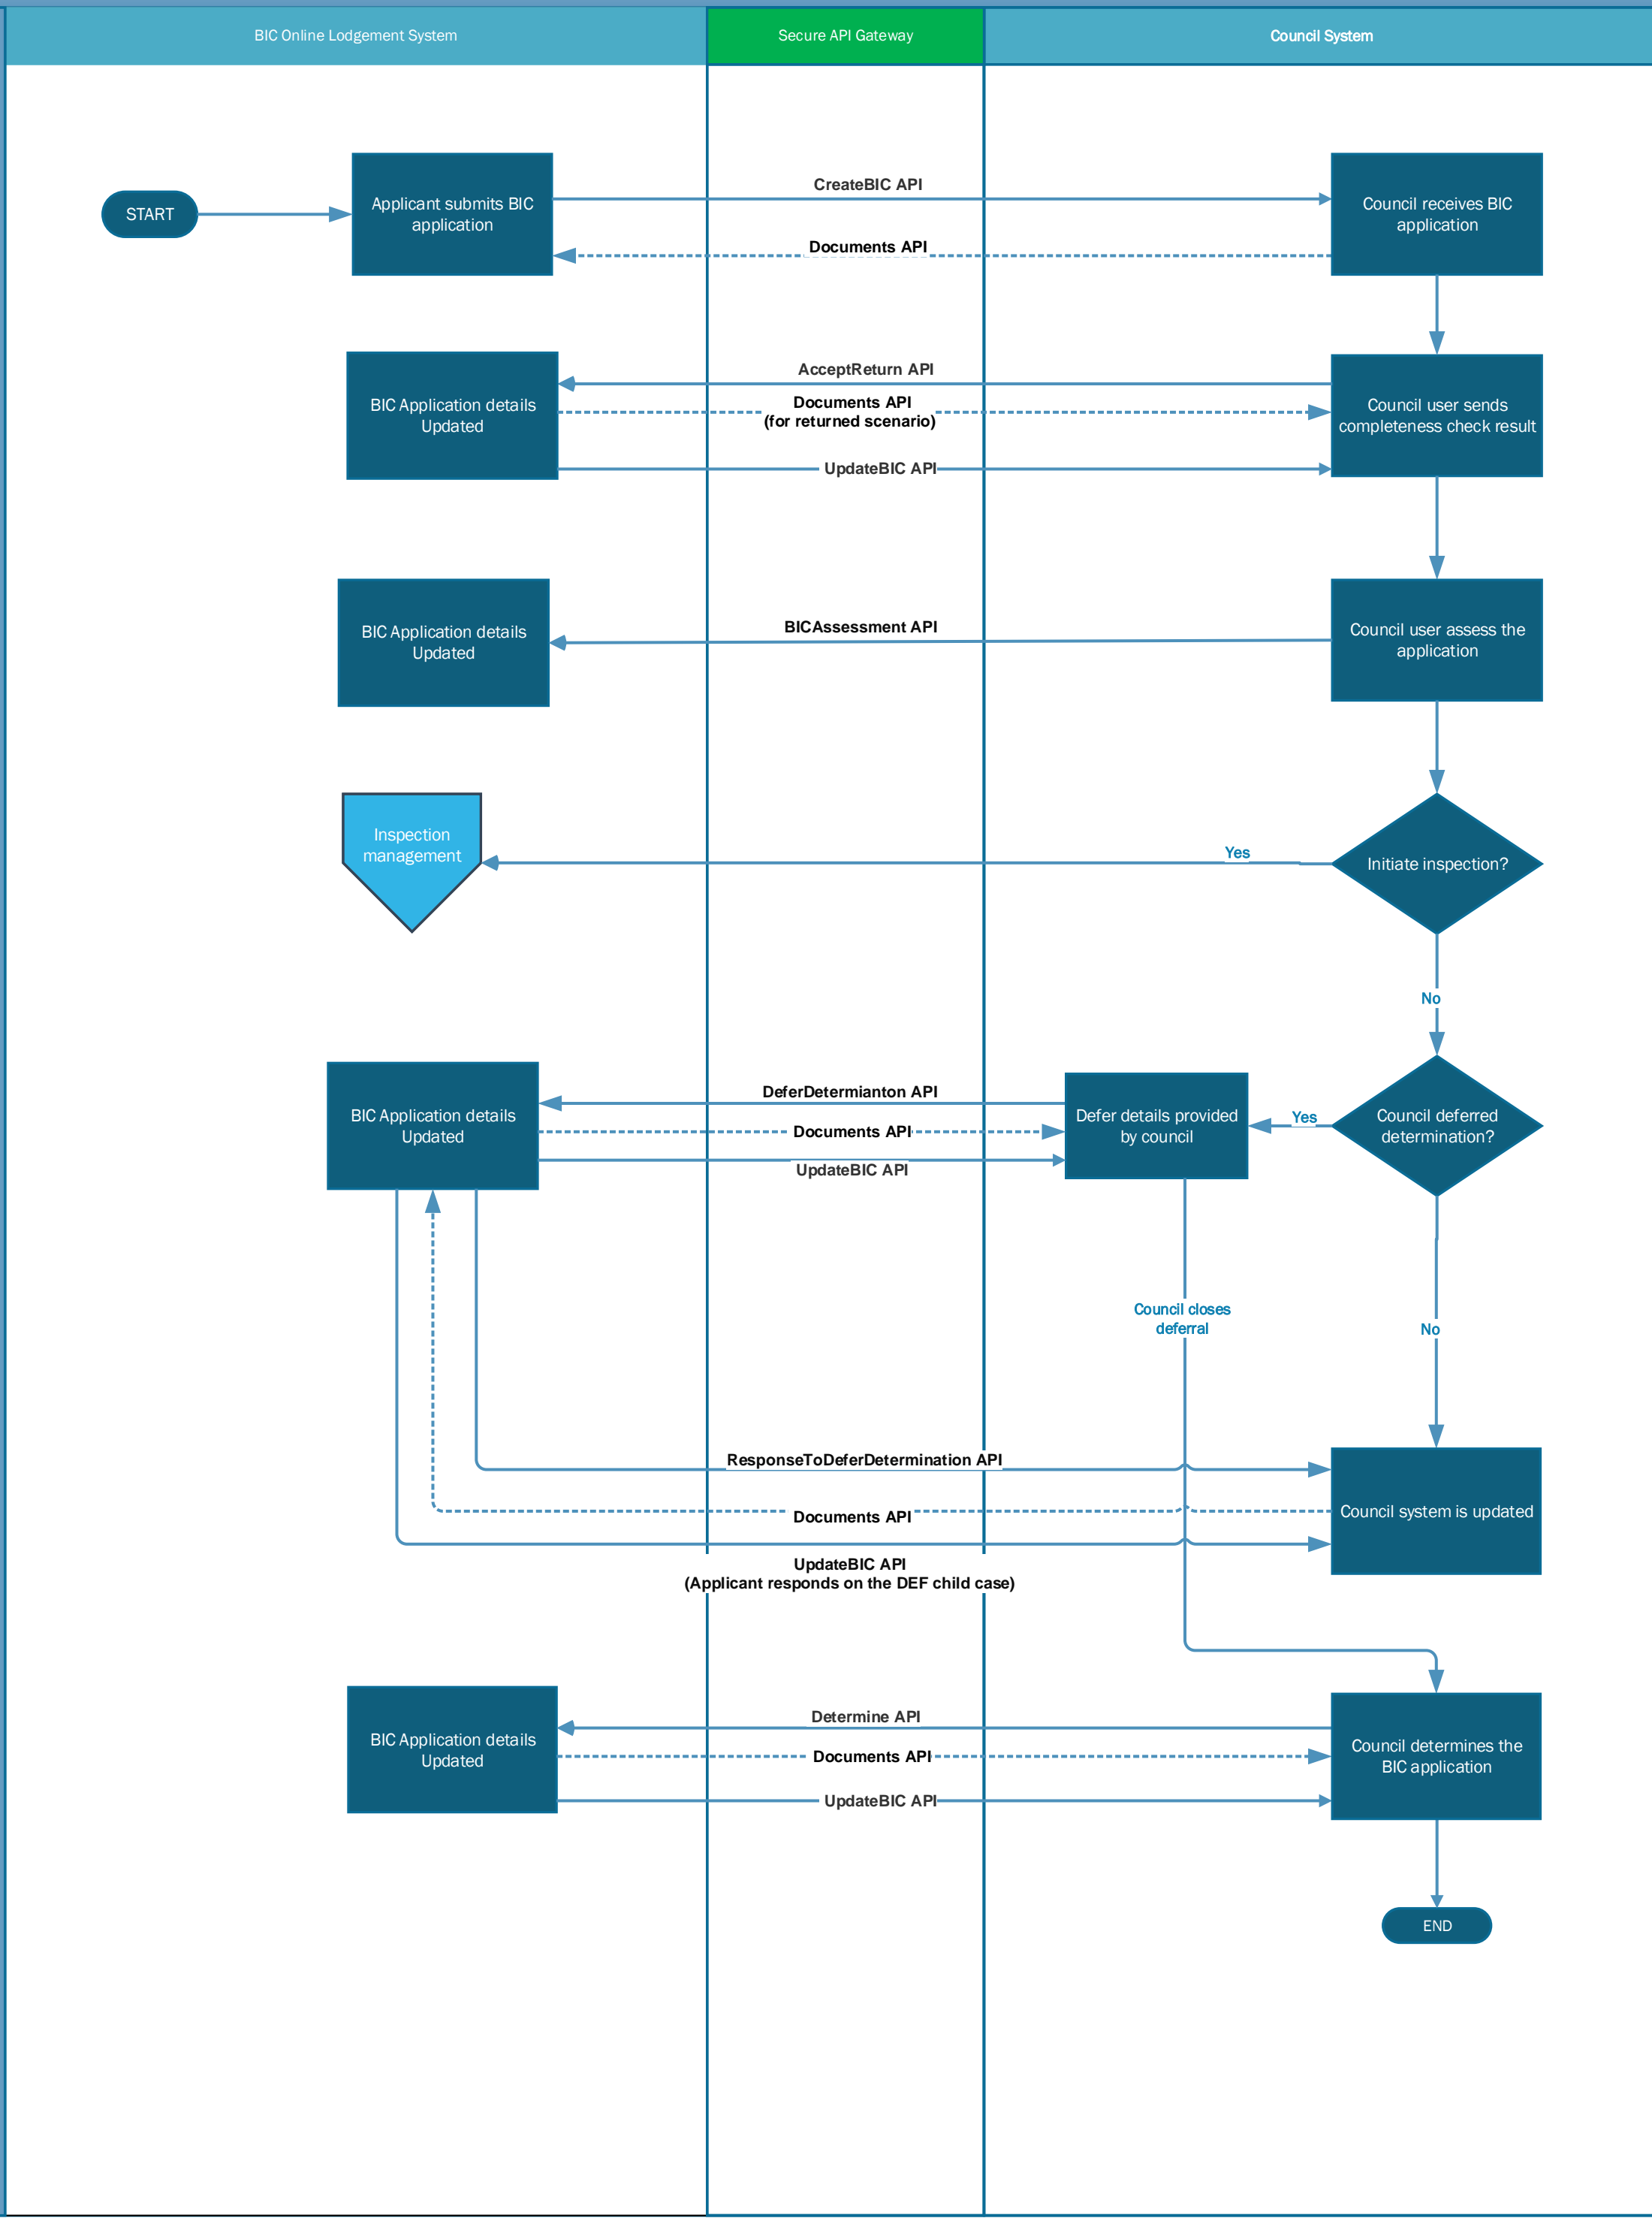 BIC Online Lodgement System
Secure API Gateway
Council System
START
Applicant submits BIC
application
CreateBIC API
Documents API
Council receives BIC
application
BIC Application details
Updated
AcceptReturn API
Documents API
(for returned scenario)
UpdateBIC API
Council user sends
completeness check result
BIC Application details
Updated
BICAssessment API
Council user assess the
application
Inspection
management
Yes
Initiate inspection?
No
BIC Application details
Updated
DeferDetermianton API
Documents API
UpdateBIC API
Defer details provided
by council
Yes
Council deferred
determination?
Council closes
deferral
No
ResponseToDeferDetermination API
Documents API
Council system is updated
UpdateBIC API
(Applicant responds on the DEF child case)
BIC Application details
Updated
Determine API
Documents API
UpdateBIC API
Council determines the
BIC application
END